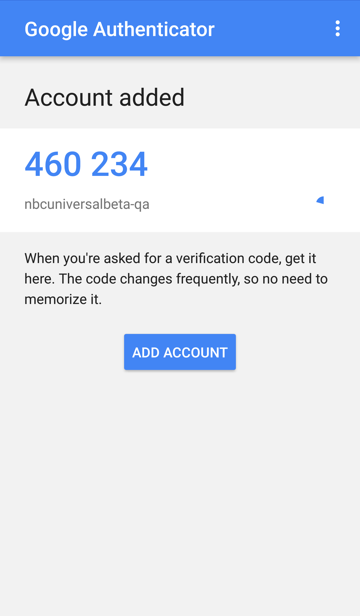 Google Authenticator
Account added
460 234
nbcuniversalbeta-qa
When you're asked for a verification code, get it
here. The code changes frequently, so no need to
memorize it.
ADD ACCOUNT